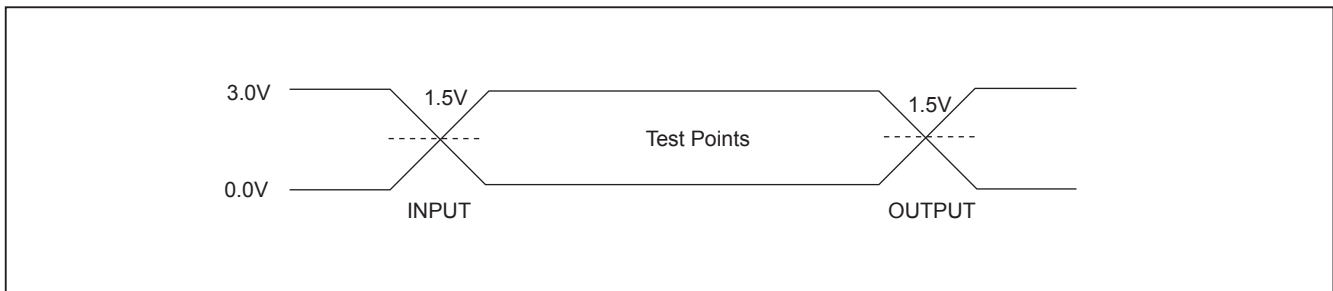 3.0V
1.5V
1.5V
Test Points
0.0V
INPUT
OUTPUT